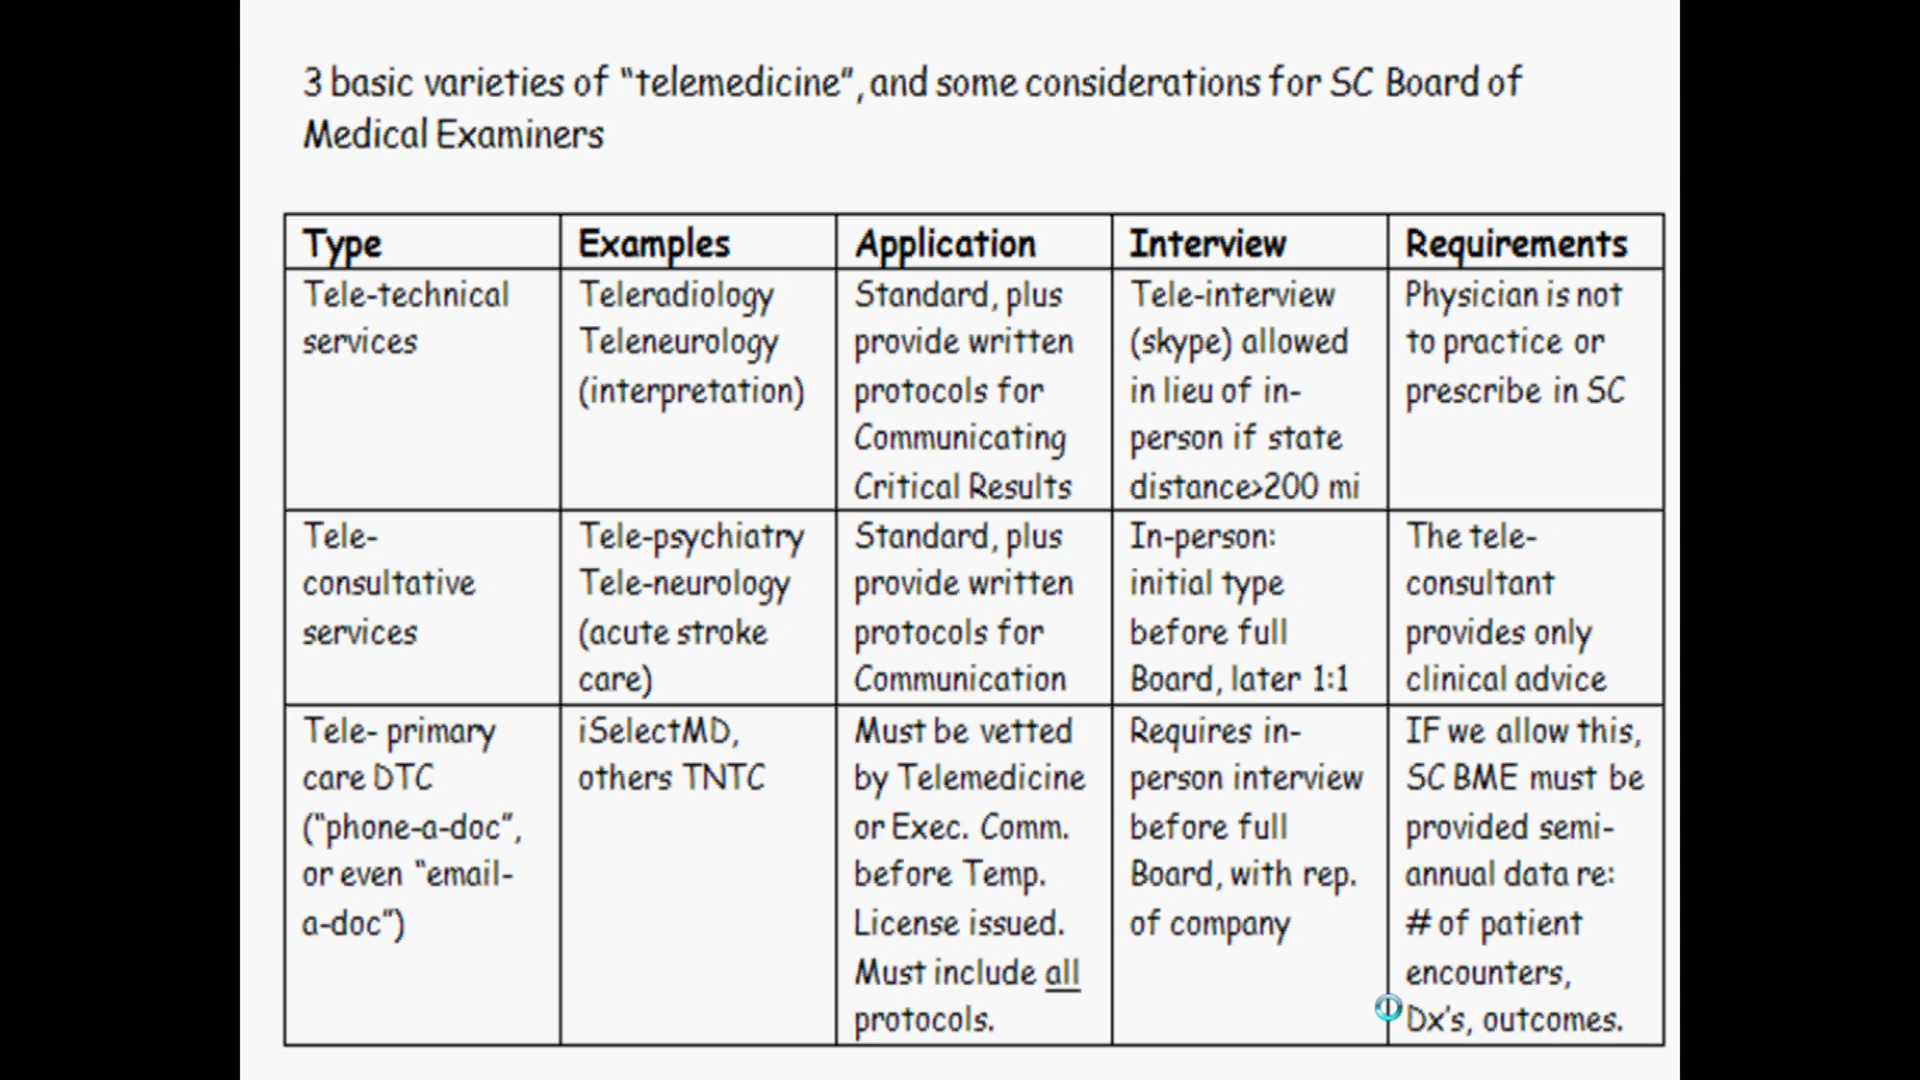 3 basic varieties of “telemedicine”, and some considerations for SC Board of
Medical Examiners
Type
Examples
Application
Interview
Requirements
Tele-technical
services
Teleradiology
Teleneurology
(interpretation)
Standard, plus
provide written
protocols for
Communicating
Critical Results
Tele-interview
(skype) allowed
in lieu of in-
person if state
distance>200 mi
Physician is not
to practice or
prescribe in SC
Tele-
consultative
services
Tele-psychiatry
Tele-neurology
(acute stroke
care)
Standard, plus
provide written
protocols for
Communication
In-person:
initial type
before full
Board, later 1:1
The tele-
consultant
provides only
clinical advice
Tele- primary
care DTC
(“phone-a-doc”,
or even “email-
a-doc”)
iSelectMD,
others TNTC
Must be vetted
by Telemedicine
or Exec. Comm.
before Temp.
License issued.
Must include all
protocols.
Requires in-
person interview
before full
Board, with rep.
of company
IF we allow this,
SC BME must be
provided semi-
annual data re:
# of patient
encounters,
Dx’s, outcomes.